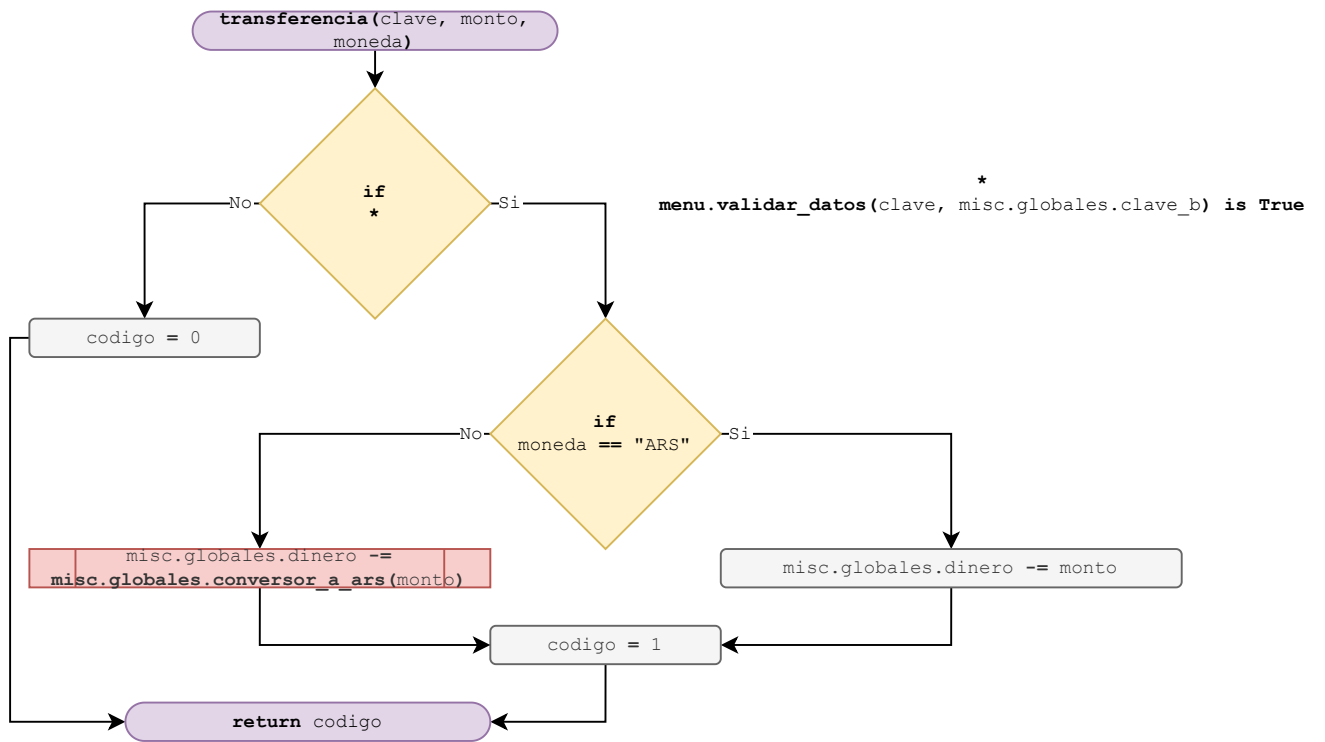 transferencia(clave, monto,
moneda)
if
*
*
menu.validar_datos(clave, misc.globales.clave_b) is True
No
Si
codigo = 0
if
moneda == "ARS"
No
Si
misc.globales.dinero -=
misc.globales.conversor_a_ars(monto)
misc.globales.dinero -= monto
codigo = 1
return codigo